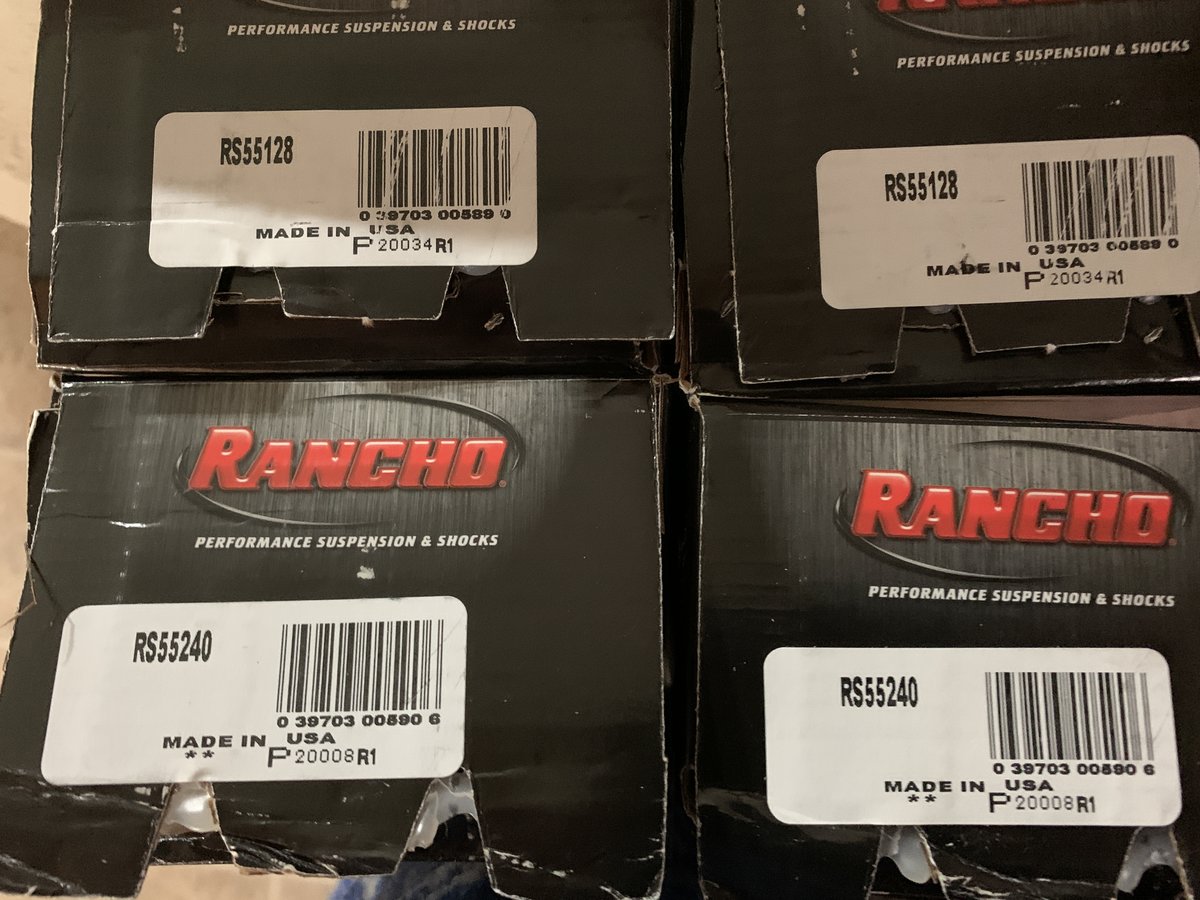 PERFORMANCE SUSPENSION & SHOCKS
RS55128
0 39703 00589 0
MADE IN USA
P 20034 R1
PERFORMANCE SUSPENSION & SHOCKS
RS55128
0 39703 00589 0
MADE IN USA
P 20034 R1
RANCHO
PERFORMANCE SUSPENSION & SHOCKS
RS55240
0 39703 00590 6
MADE IN USA
** P 20008 R1
RANCHO
PERFORMANCE SUSPENSION & SHOCKS
RS55240
0 39703 00590 6
MADE IN USA
** P 20008 R1